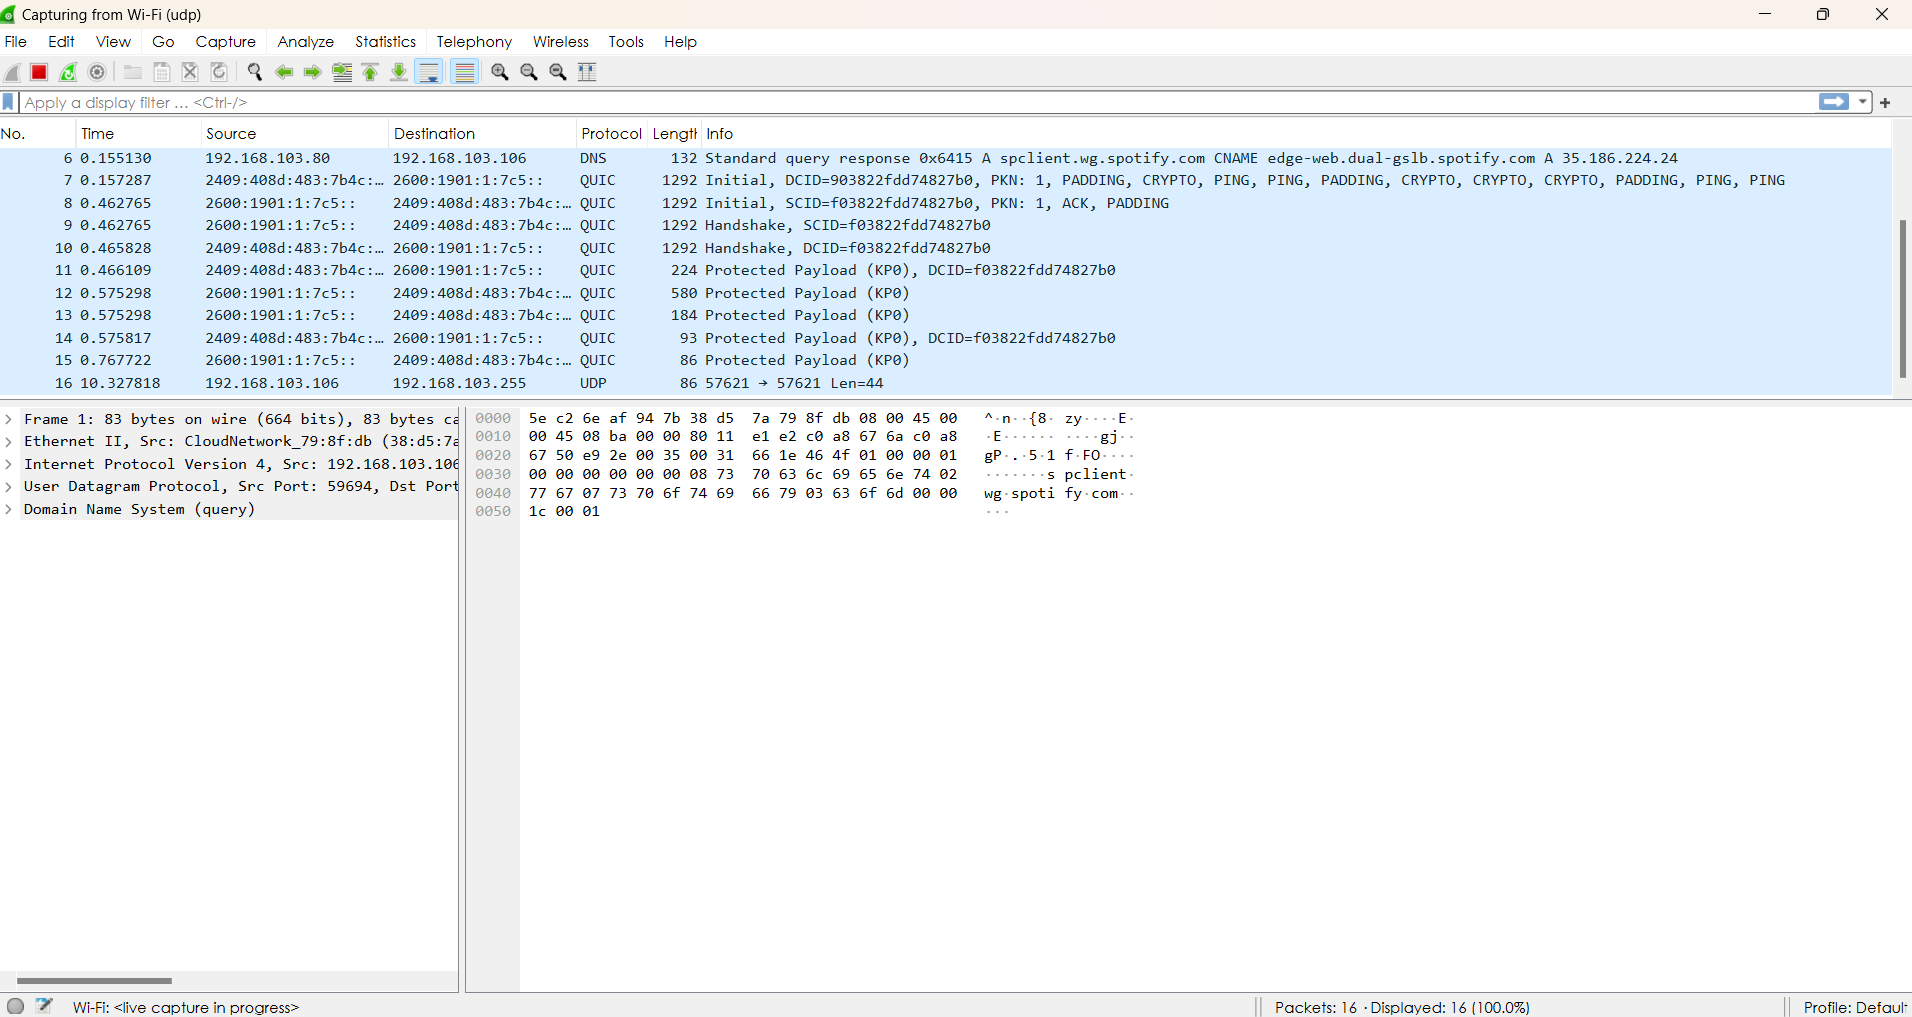 Capturing from Wi-Fi (udp)
File Edit View Go Capture Analyze Statistics Telephony Wireless Tools Help
Apply a display filter ... <Ctrl-/>
No. Time Source Destination Protocol Length Info
6 0.155130 192.168.103.80 192.168.103.106 DNS 132 Standard query response 0x6415 A spclient.wg.spotify.com CNAME edge-web.dual-gslb.spotify.com A 35.186.224.24
7 0.157287 2409:408d:483:7b4c:… 2600:1901:1:7c5:: QUIC 1292 Initial, DCID=903822fdd74827b0, PKN: 1, PADDING, CRYPTO, PING, PING, PADDING, CRYPTO, CRYPTO, CRYPTO, PADDING, PING, PING
8 0.462765 2600:1901:1:7c5:: 2409:408d:483:7b4c:… QUIC 1292 Initial, SCID=f03822fdd74827b0, PKN: 1, ACK, PADDING
9 0.462765 2600:1901:1:7c5:: 2409:408d:483:7b4c:… QUIC 1292 Handshake, SCID=f03822fdd74827b0
10 0.465828 2409:408d:483:7b4c:… 2600:1901:1:7c5:: QUIC 1292 Handshake, DCID=f03822fdd74827b0
11 0.466109 2409:408d:483:7b4c:… 2600:1901:1:7c5:: QUIC 224 Protected Payload (KP0), DCID=f03822fdd74827b0
12 0.575298 2600:1901:1:7c5:: 2409:408d:483:7b4c:… QUIC 580 Protected Payload (KP0)
13 0.575298 2600:1901:1:7c5:: 2409:408d:483:7b4c:… QUIC 184 Protected Payload (KP0)
14 0.575817 2409:408d:483:7b4c:… 2600:1901:1:7c5:: QUIC 93 Protected Payload (KP0), DCID=f03822fdd74827b0
15 0.767722 2600:1901:1:7c5:: 2409:408d:483:7b4c:… QUIC 86 Protected Payload (KP0)
16 10.327818 192.168.103.106 192.168.103.255 UDP 86 57621 → 57621 Len=44
Frame 1: 83 bytes on wire (664 bits), 83 bytes ca
Ethernet II, Src: CloudNetwork_79:8f:db (38:d5:7a
Internet Protocol Version 4, Src: 192.168.103.106
User Datagram Protocol, Src Port: 59694, Dst Port
Domain Name System (query)
0000 5e c2 6e af 94 7b 38 d5 7a 79 8f db 08 00 45 00 ^·n··{8· zy····E·
0010 00 45 08 ba 00 00 80 11 e1 e2 c0 a8 67 6a c0 a8 ·E······ ····gj··
0020 67 50 e9 2e 00 35 00 31 66 1e 46 4f 01 00 00 01 gP·.·5·1 f·FO····
0030 00 00 00 00 00 00 08 73 70 63 6c 69 65 6e 74 02 ·······s pclient·
0040 77 67 07 73 70 6f 74 69 66 79 03 63 6f 6d 00 00 wg·spoti fy·com··
0050 1c 00 01 ···
Wi-Fi: <live capture in progress> Packets: 16 · Displayed: 16 (100.0%) Profile: Default